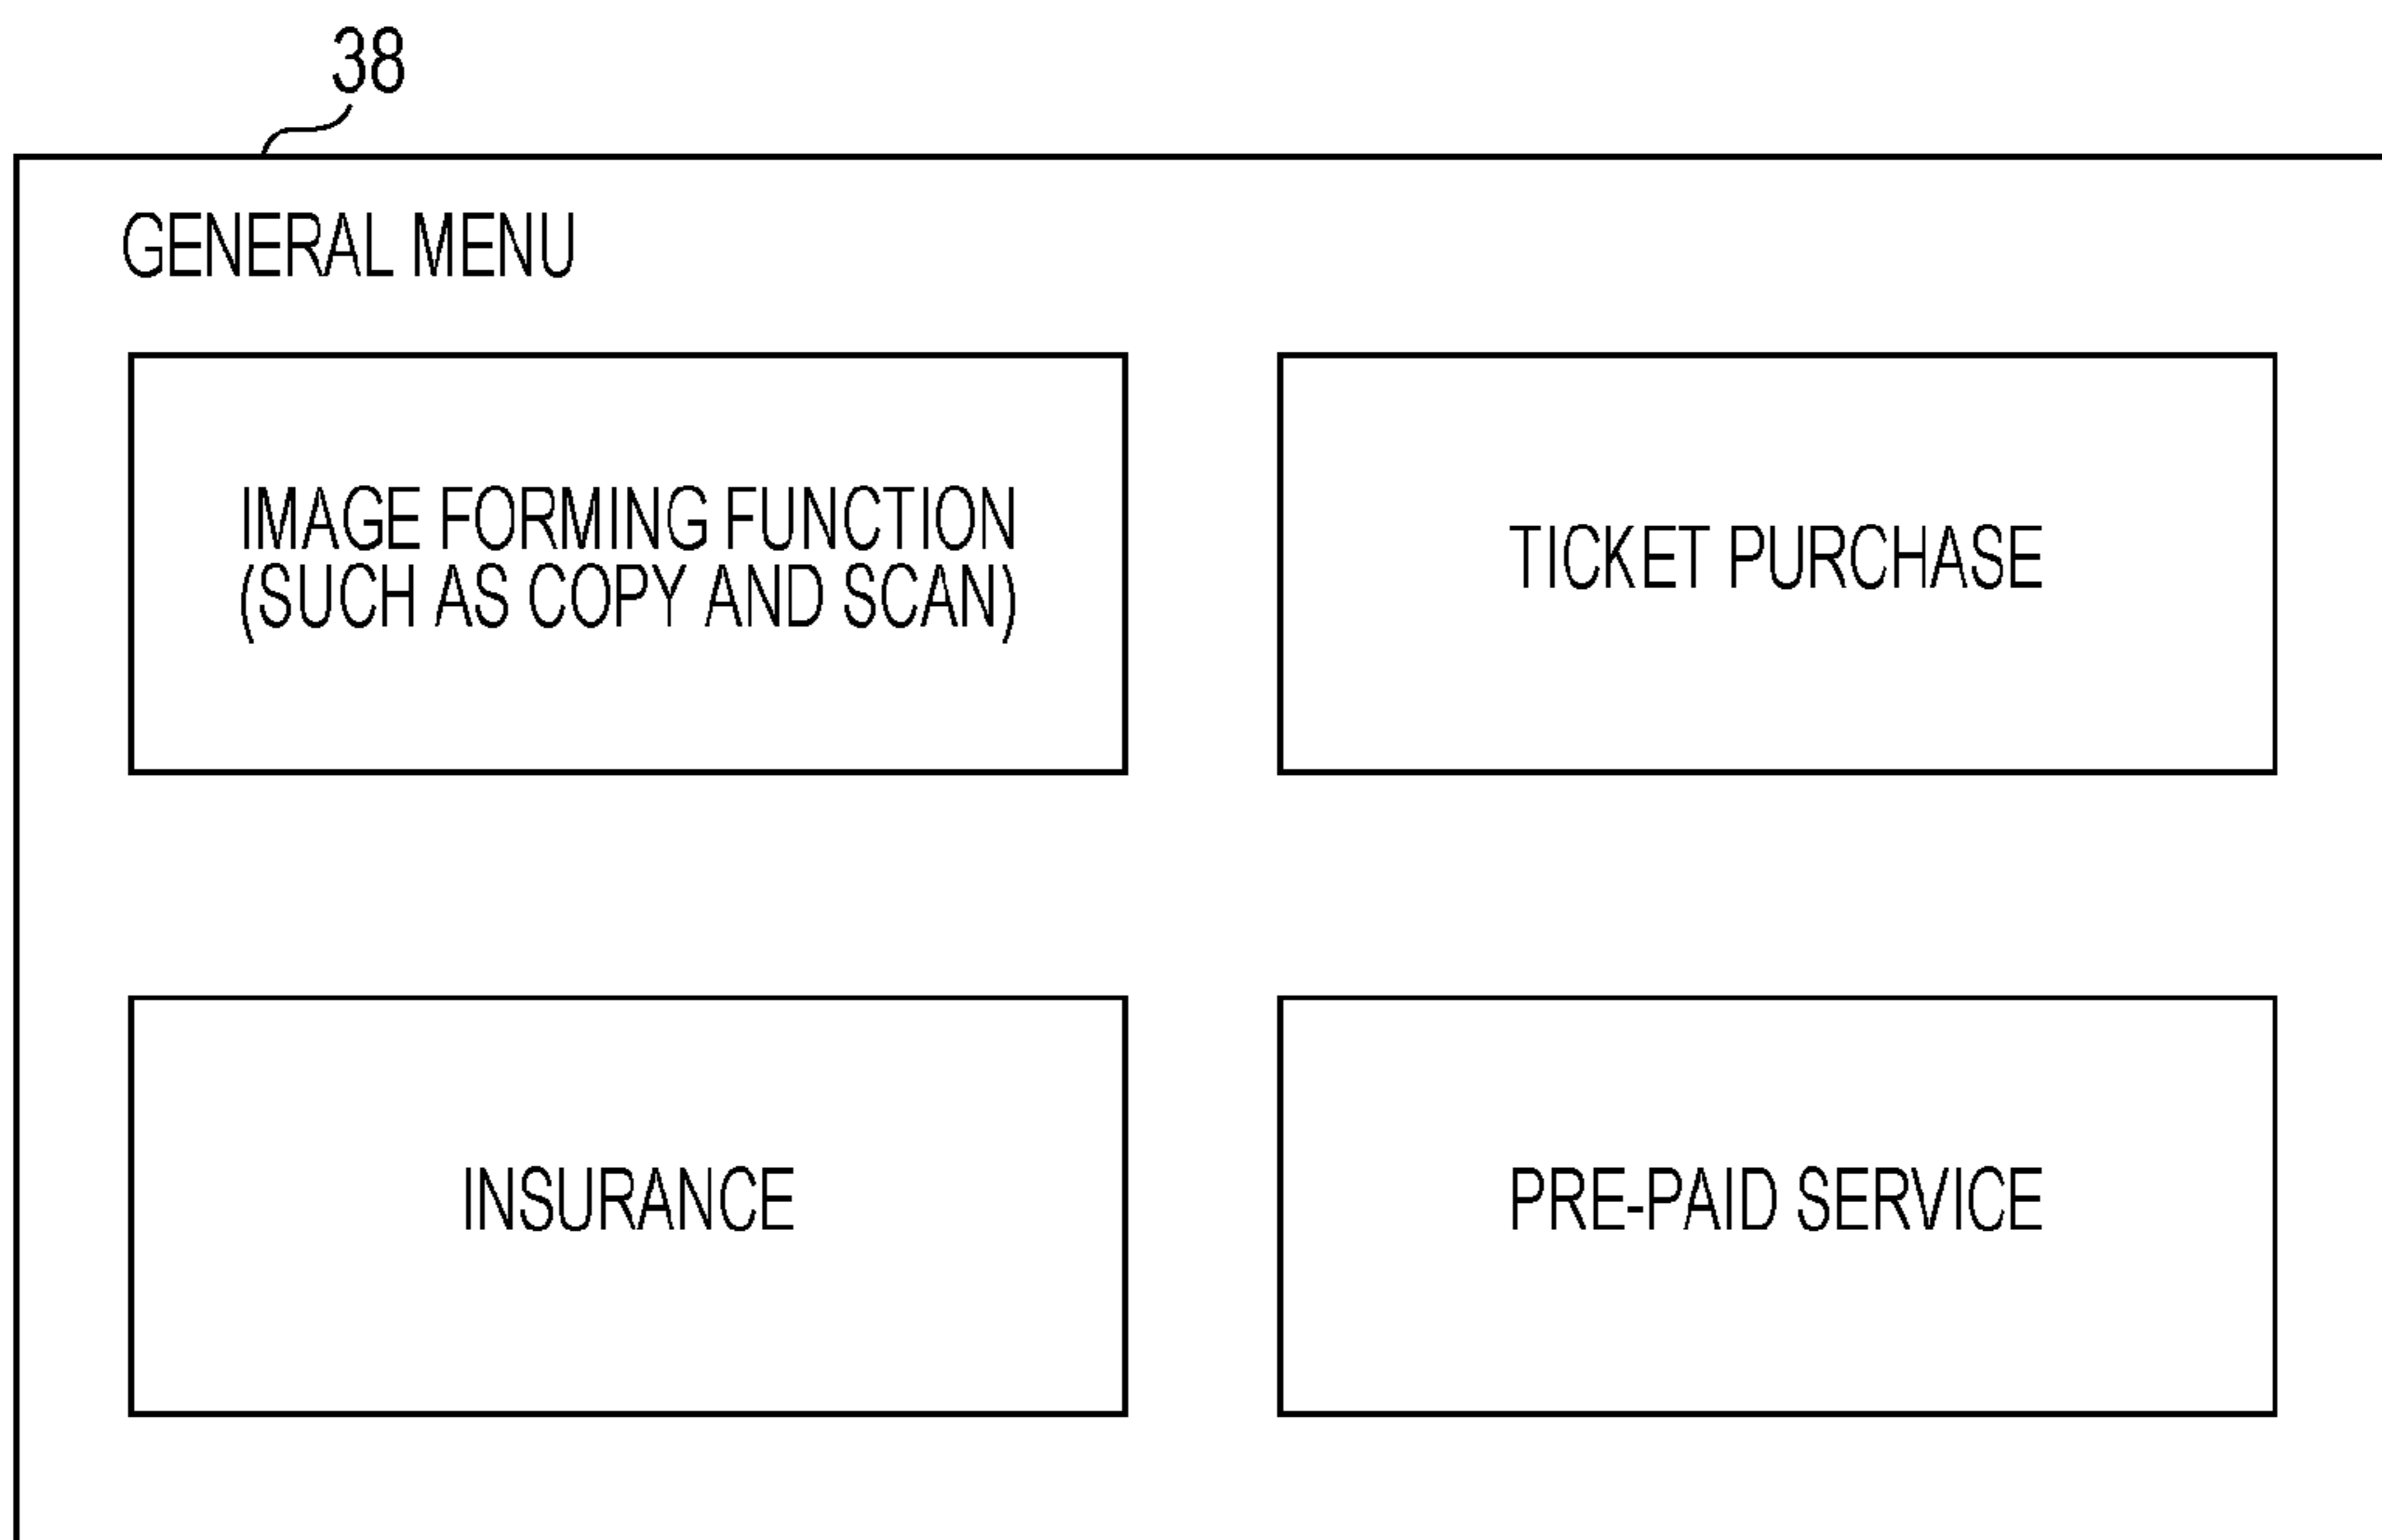 38
GENERAL MENU
IMAGE FORMING FUNCTION
(SUCH AS COPY AND SCAN)
TICKET PURCHASE
INSURANCE
PRE-PAID SERVICE